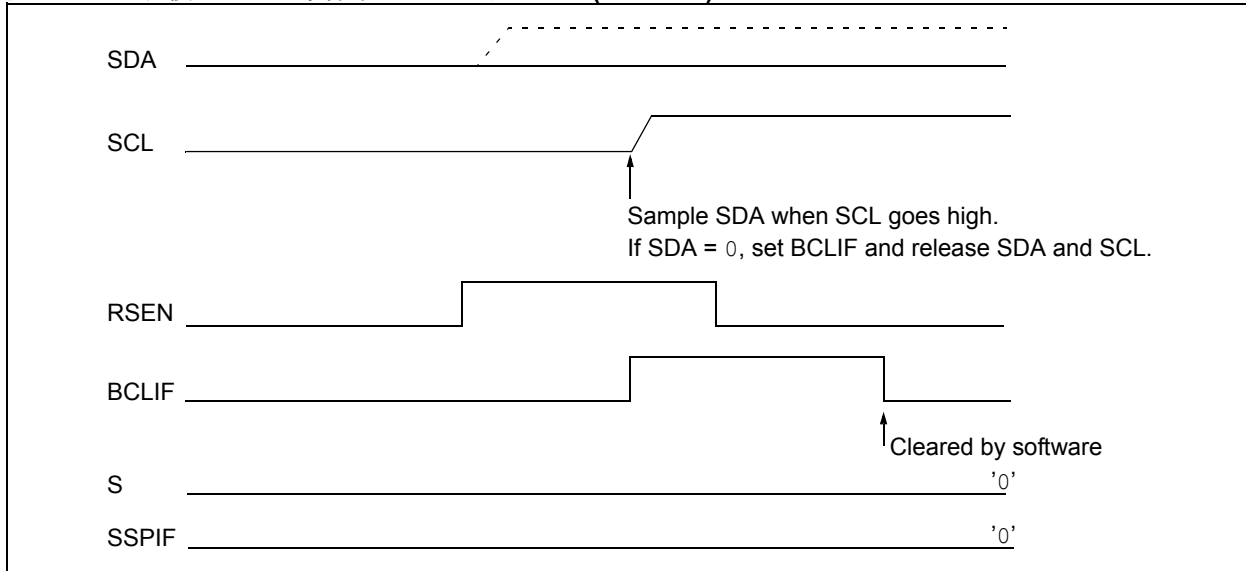 SDA
SCL
Sample SDA when SCL goes high.
If SDA = 0, set BCLIF and release SDA and SCL.
RSEN
BCLIF
Cleared by software
S
'0'
SSPIF
'0'